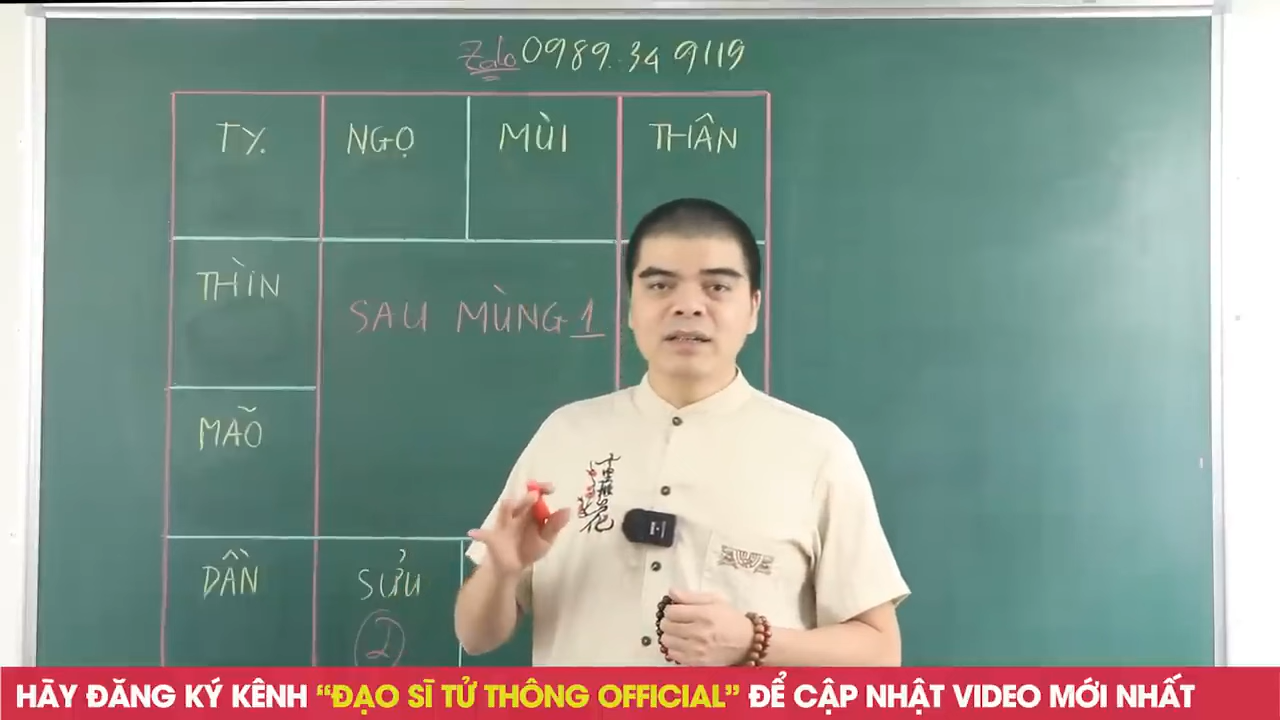 Zalo 0989.34 9119
TỴ. NGỌ MÙI THÂN
THÌN
SAU MÙNG 1
MÃO
DẦN SỬU
2
HÃY ĐĂNG KÝ KÊNH “ĐẠO SĨ TỬ THÔNG OFFICIAL” ĐỂ CẬP NHẬT VIDEO MỚI NHẤT